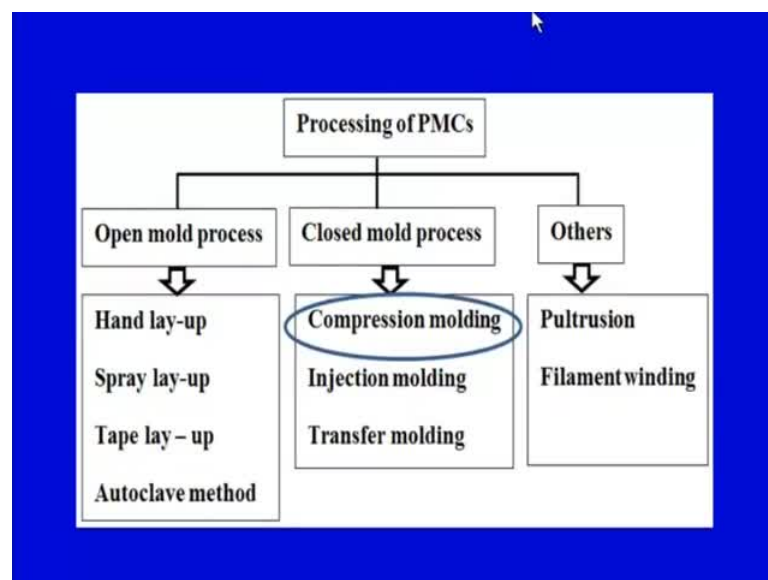 Processing of PMCs
Open mold process
Closed mold process
Others
Hand lay-up
Spray lay-up
Tape lay – up
Autoclave method
Compression molding
Injection molding
Transfer molding
Pultrusion
Filament winding